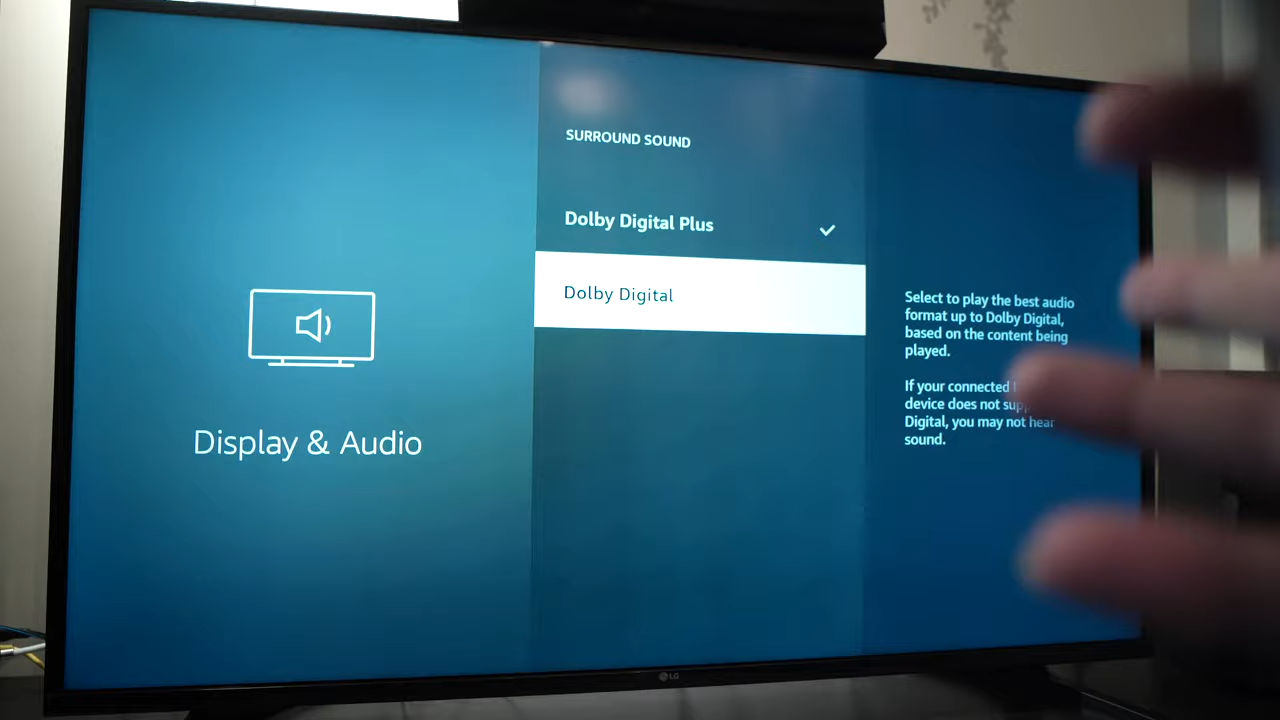 SURROUND SOUND
Dolby Digital Plus
Dolby Digital
Display & Audio
Select to play the best audio
format up to Dolby Digital,
based on the content being
played.
If your connected
device does not
Digital, you may not hear
sound.
LG